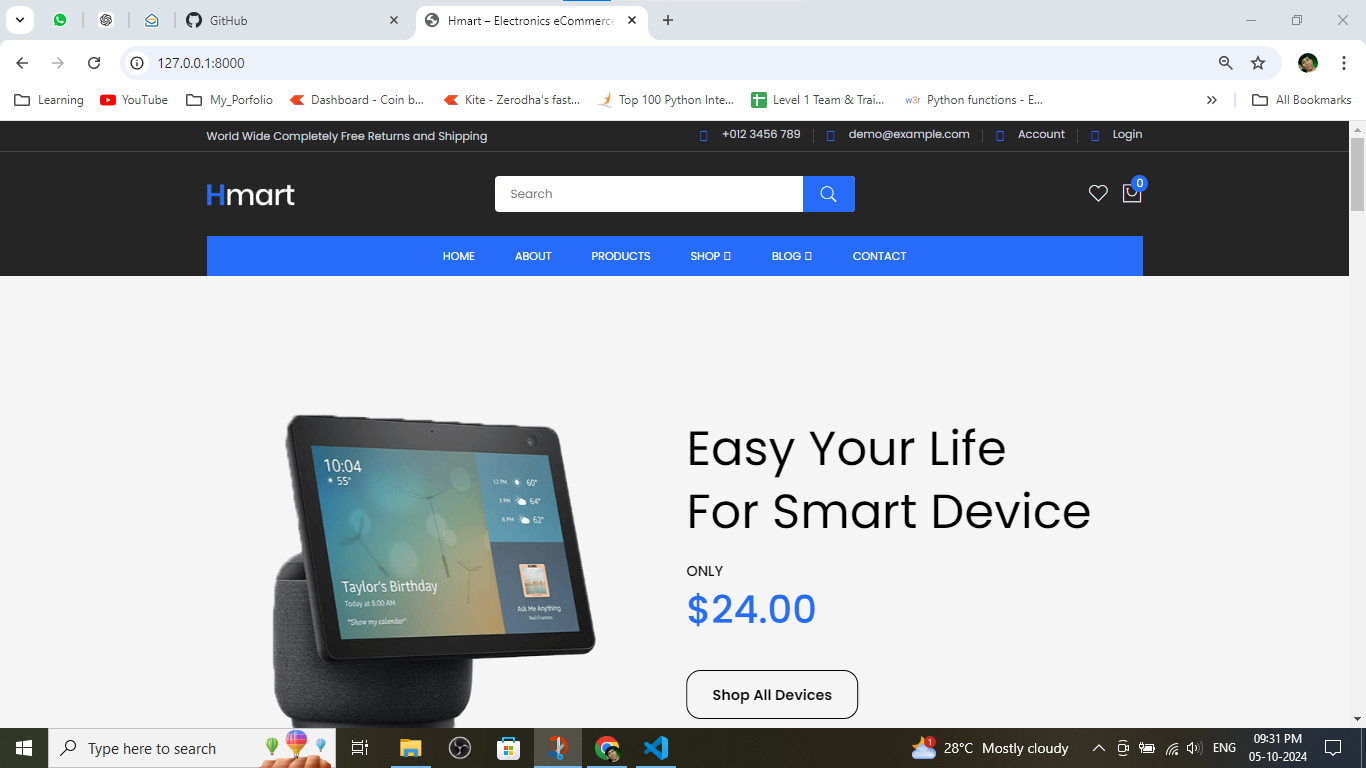 GitHub
Hmart – Electronics eCommerce
127.0.0.1:8000
Learning
YouTube
My_Porfolio
Dashboard - Coin b...
Kite - Zerodha's fast...
Top 100 Python Inte...
Level 1 Team & Trai...
w3r
Python functions - E...
All Bookmarks
World Wide Completely Free Returns and Shipping
+012 3456 789
demo@example.com
Account
Login
Hmart
Search
0
HOME
ABOUT
PRODUCTS
SHOP
BLOG
CONTACT
10:04
55°
12 PM 60°
3 PM 64°
6 PM 62°
Taylor's Birthday
Today at 8:00 AM
"Show my calendar"
Ask Me Anything
Easy Your Life
For Smart Device
ONLY
$24.00
Shop All Devices
Type here to search
1
28°C Mostly cloudy
ENG
09:31 PM
05-10-2024